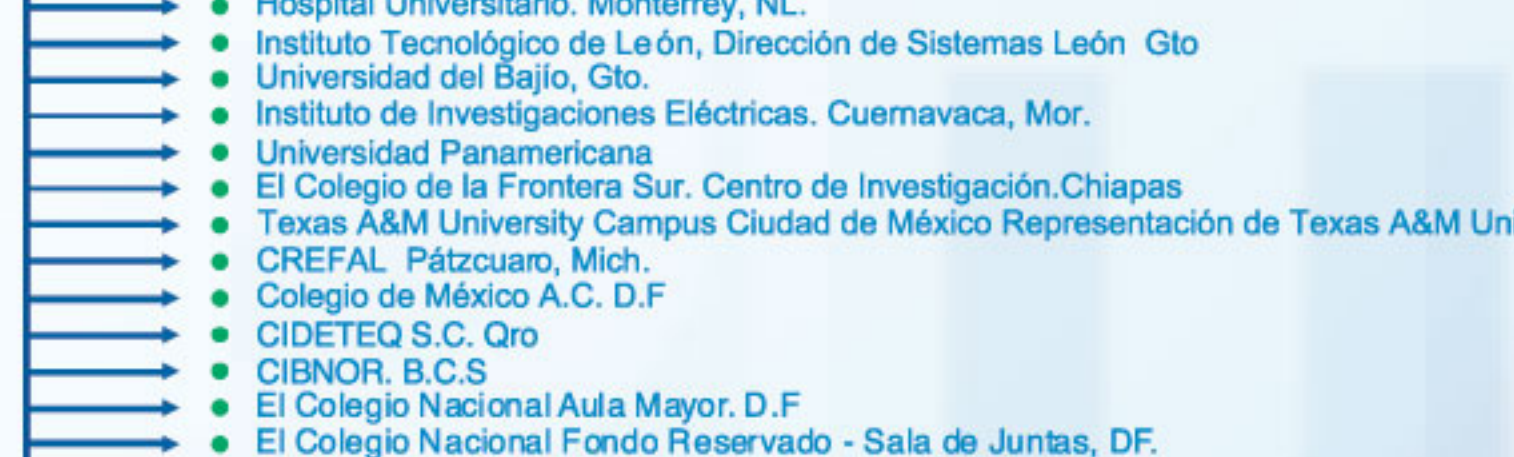 Hospital Universitario. Monterrey, NL.
Instituto Tecnológico de León, Dirección de Sistemas León Gto
Universidad del Bajío, Gto.
Instituto de Investigaciones Eléctricas. Cuernavaca, Mor.
Universidad Panamericana
El Colegio de la Frontera Sur. Centro de Investigación.Chiapas
Texas A&M University Campus Ciudad de México Representación de Texas A&M Uni
CREFAL Pátzcuaro, Mich.
Colegio de México A.C. D.F
CIDETEQ S.C. Qro
CIBNOR. B.C.S
El Colegio Nacional Aula Mayor. D.F
El Colegio Nacional Fondo Reservado - Sala de Juntas, DF.